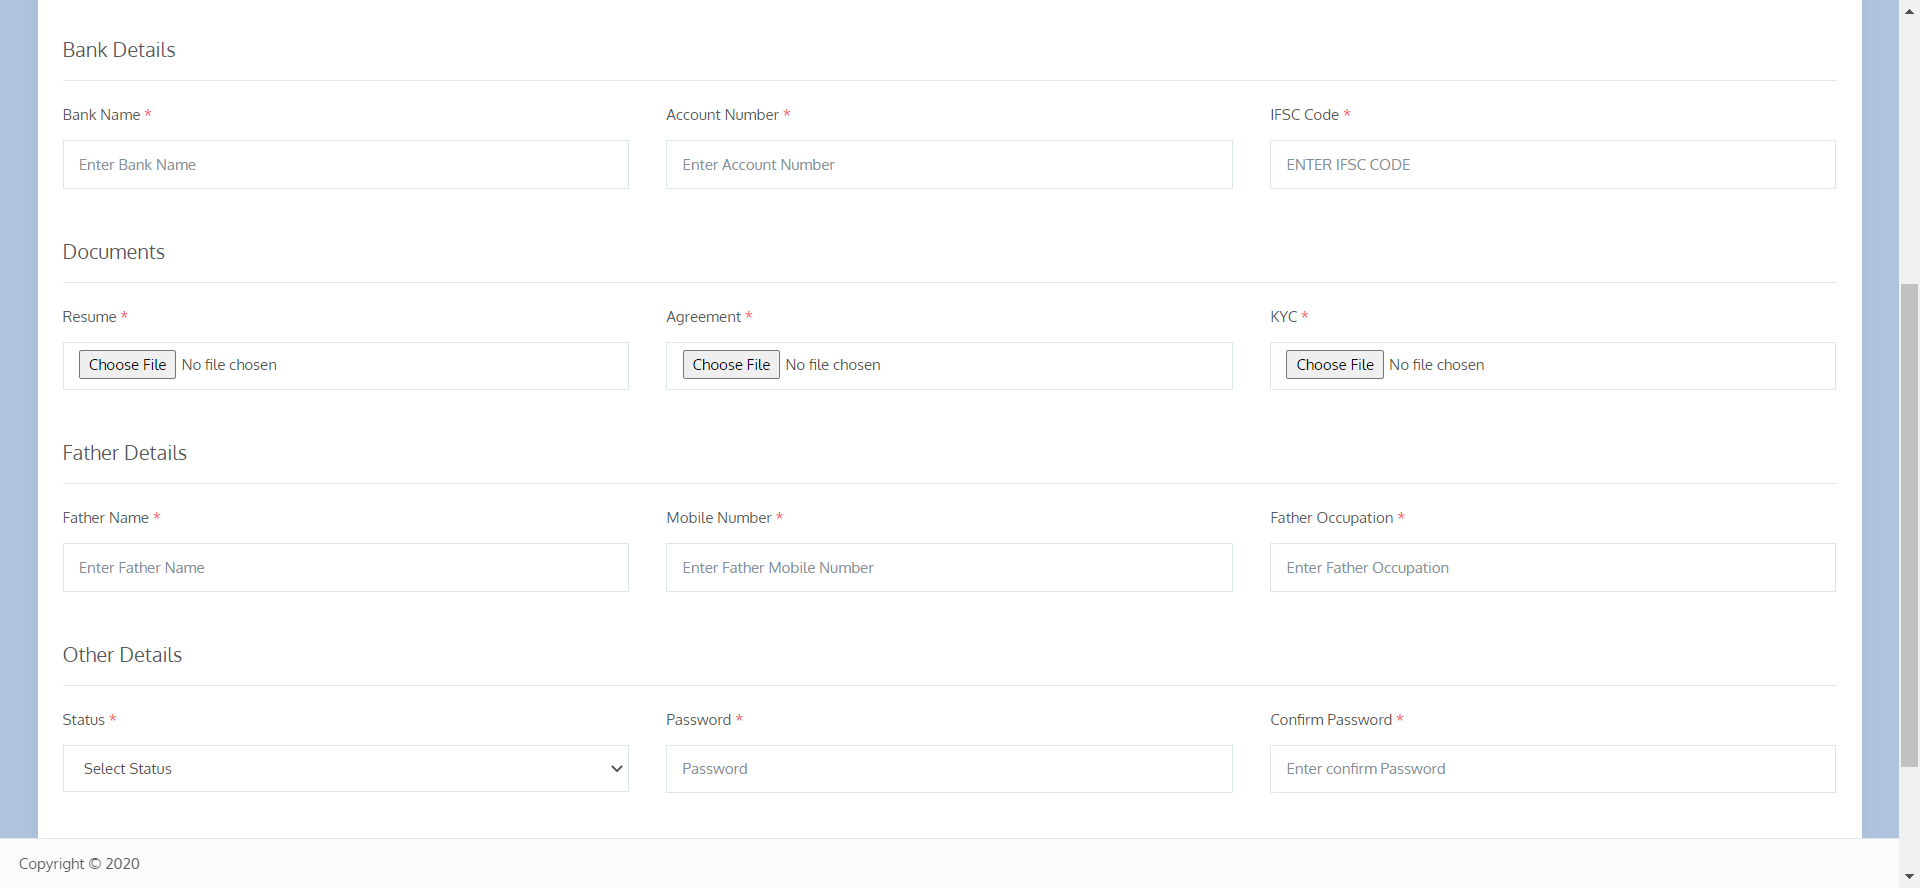 Bank Details
Bank Name * Account Number * IFSC Code *
Enter Bank Name Enter Account Number ENTER IFSC CODE
Documents
Resume * Agreement * KYC *
Choose File No file chosen Choose File No file chosen Choose File No file chosen
Father Details
Father Name * Mobile Number * Father Occupation *
Enter Father Name Enter Father Mobile Number Enter Father Occupation
Other Details
Status * Password * Confirm Password *
Select Status Password Enter confirm Password
Copyright © 2020